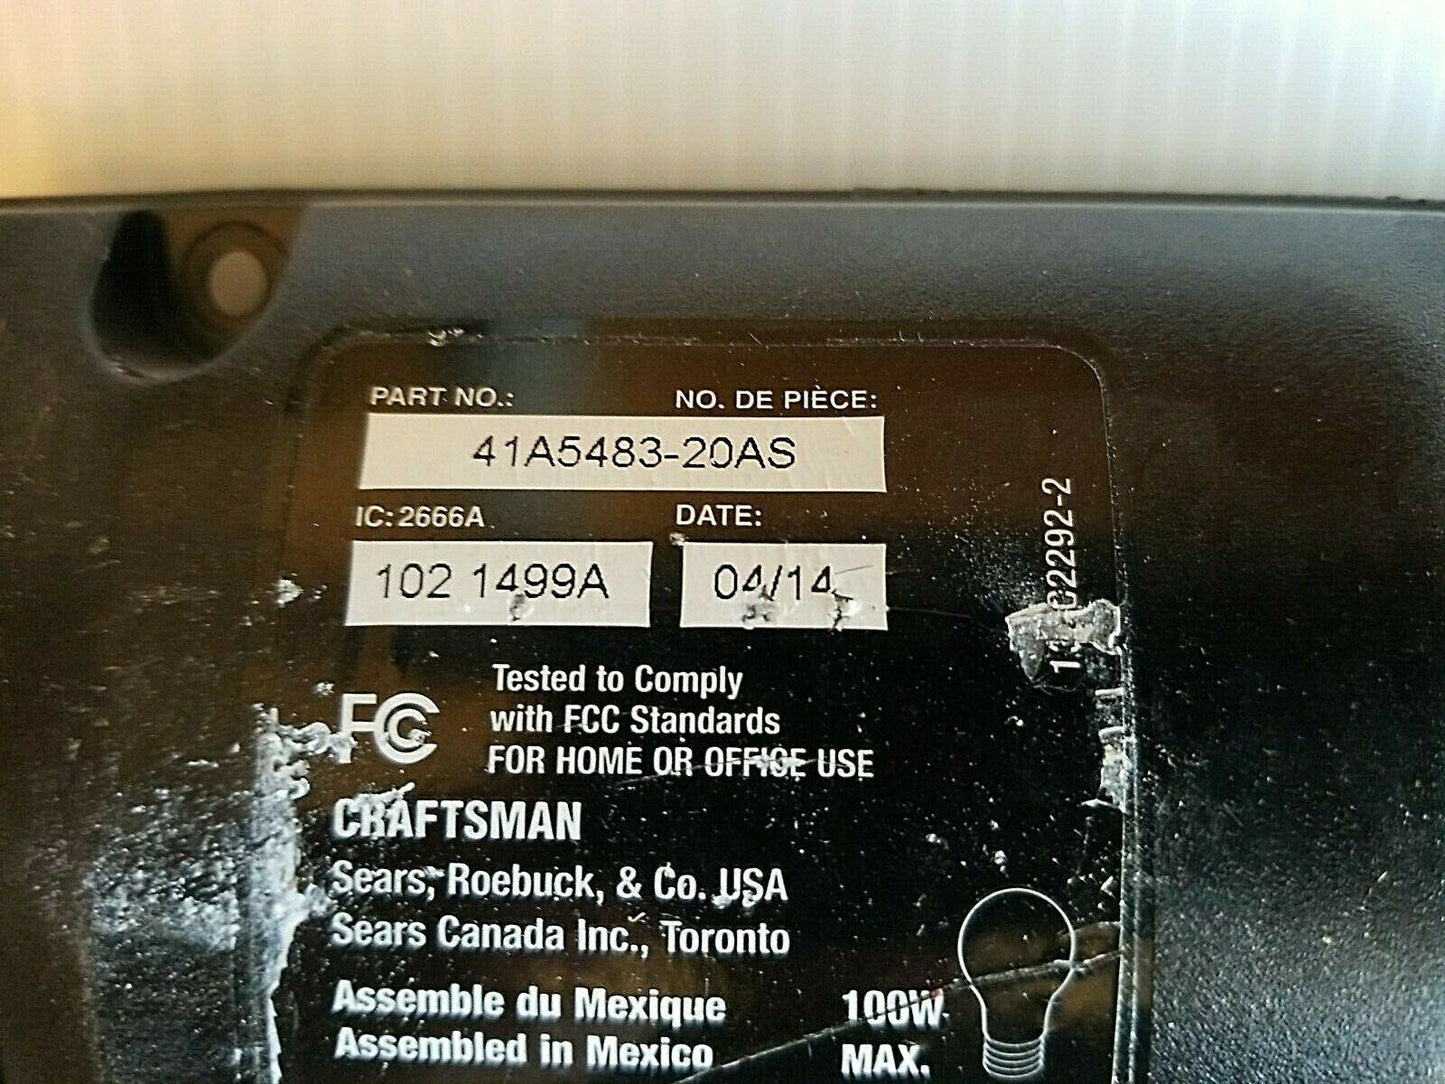 PART NO.: NO. DE PIÈCE:
41A5483-20AS
IC: 2666A DATE:
102 1499A 04/14
FC Tested to Comply
with FCC Standards
FOR HOME OR OFFICE USE
CRAFTSMAN
Sears, Roebuck, & Co. USA
Sears Canada Inc., Toronto
Assemble du Mexique
Assembled in Mexico
100W
MAX.